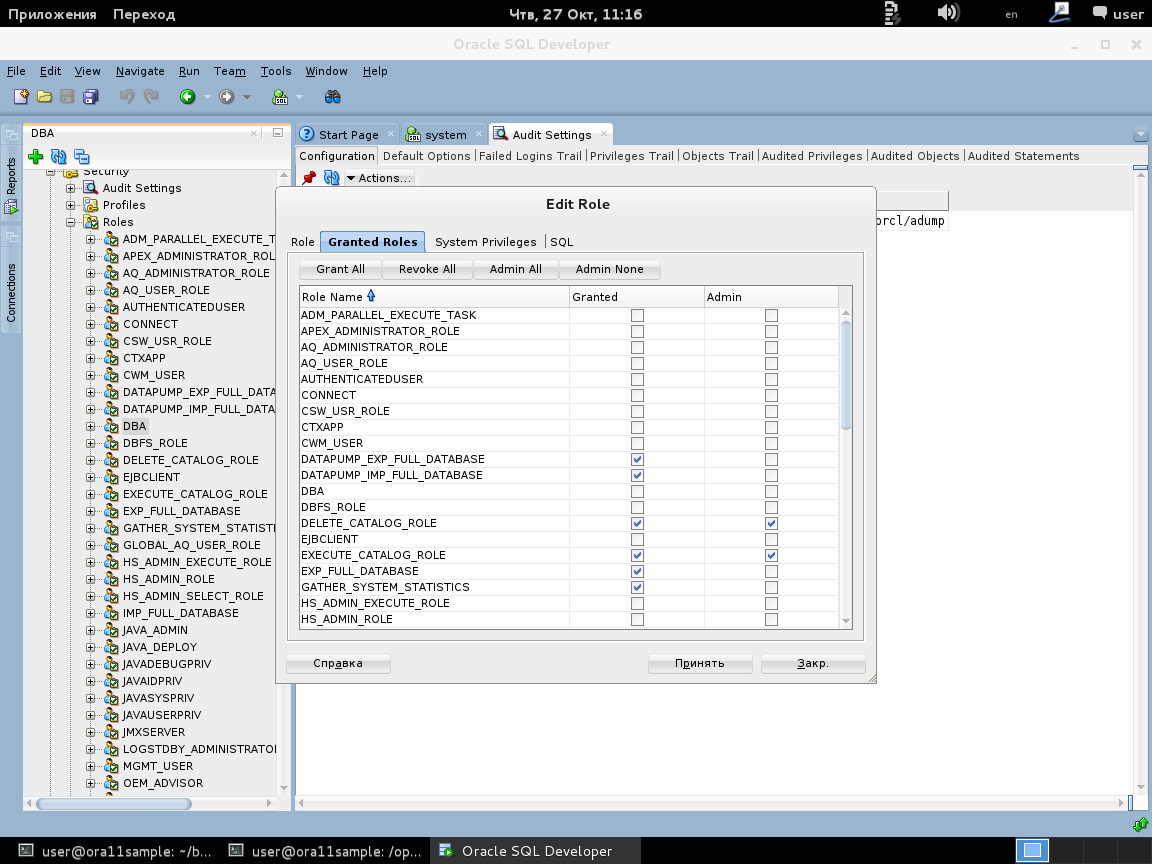 Приложения Переход Чтв, 27 Окт, 11:16 en user
Oracle SQL Developer
File Edit View Navigate Run Team Tools Window Help
DBA
Start Page system Audit Settings
Configuration Default Options Failed Logins Trail Privileges Trail Objects Trail Audited Privileges Audited Objects Audited Statements
Actions...
Reports
Connections
Security
Audit Settings
Profiles
Roles
ADM_PARALLEL_EXECUTE_T
APEX_ADMINISTRATOR_ROL
AQ_ADMINISTRATOR_ROLE
AQ_USER_ROLE
AUTHENTICATEDUSER
CONNECT
CSW_USR_ROLE
CTXAPP
CWM_USER
DATAPUMP_EXP_FULL_DATA
DATAPUMP_IMP_FULL_DATA
DBA
DBFS_ROLE
DELETE_CATALOG_ROLE
EJBCLIENT
EXECUTE_CATALOG_ROLE
EXP_FULL_DATABASE
GATHER_SYSTEM_STATISTI
GLOBAL_AQ_USER_ROLE
HS_ADMIN_EXECUTE_ROLE
HS_ADMIN_ROLE
HS_ADMIN_SELECT_ROLE
IMP_FULL_DATABASE
JAVA_ADMIN
JAVA_DEPLOY
JAVADEBUGPRIV
JAVAIDPRIV
JAVASYSPRIV
JAVAUSERPRIV
JMXSERVER
LOGSTDBY_ADMINISTRATO
MGMT_USER
OEM_ADVISOR
orcl/adump
Edit Role
Role Granted Roles System Privileges SQL
Grant All Revoke All Admin All Admin None
Role Name Granted Admin
ADM_PARALLEL_EXECUTE_TASK
APEX_ADMINISTRATOR_ROLE
AQ_ADMINISTRATOR_ROLE
AQ_USER_ROLE
AUTHENTICATEDUSER
CONNECT
CSW_USR_ROLE
CTXAPP
CWM_USER
DATAPUMP_EXP_FULL_DATABASE
DATAPUMP_IMP_FULL_DATABASE
DBA
DBFS_ROLE
DELETE_CATALOG_ROLE
EJBCLIENT
EXECUTE_CATALOG_ROLE
EXP_FULL_DATABASE
GATHER_SYSTEM_STATISTICS
HS_ADMIN_EXECUTE_ROLE
HS_ADMIN_ROLE
Справка Принять Закр.
user@ora11sample: ~/b... user@ora11sample: /op... Oracle SQL Developer